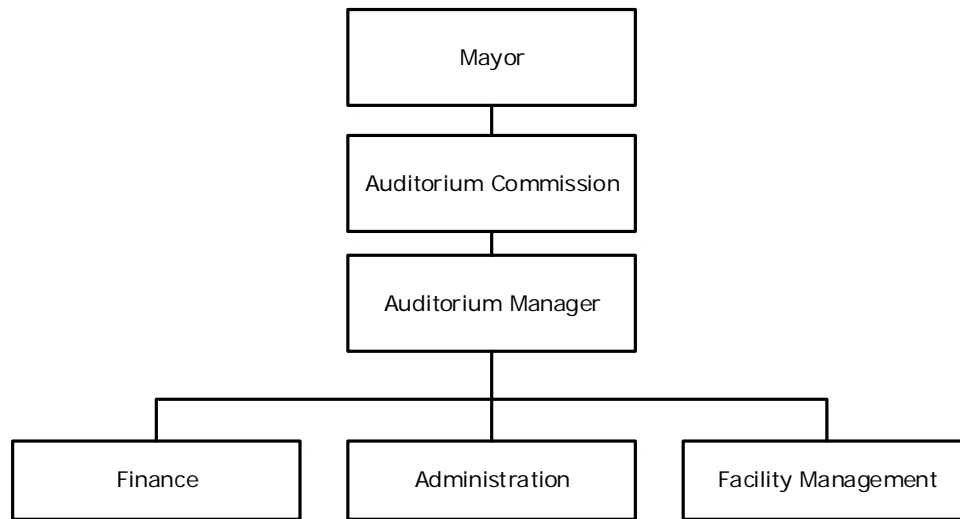 Mayor
Auditorium Commission
Auditorium Manager
Finance
Administration
Facility Management